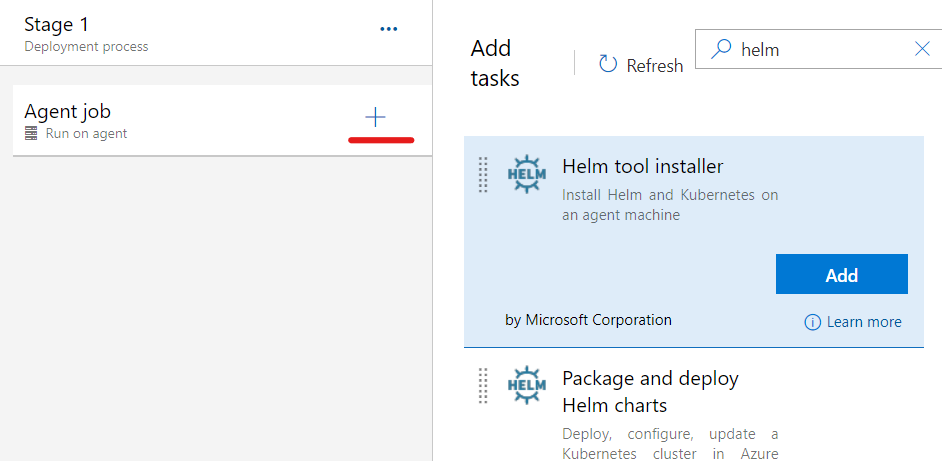 Stage 1
...
Deployment process
Agent job
Run on agent
Add
tasks
Refresh
helm
HELM
Helm tool installer
Install Helm and Kubernetes on
an agent machine
Add
by Microsoft Corporation
Learn more
HELM
Package and deploy
Helm charts
Deploy, configure, update a
Kubernetes cluster in Azure